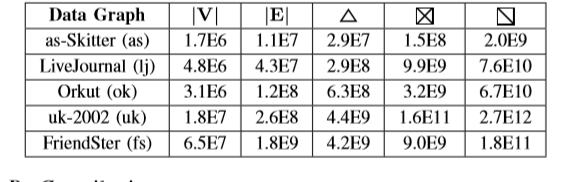 Data Graph |V| |E|
as-Skitter (as) 1.7E6 1.1E7 2.9E7 1.5E8 2.0E9
LiveJournal (lj) 4.8E6 4.3E7 2.9E8 9.9E9 7.6E10
Orkut (ok) 3.1E6 1.2E8 6.3E8 3.2E9 6.7E10
uk-2002 (uk) 1.8E7 2.6E8 4.4E9 1.6E11 2.7E12
FriendSter (fs) 6.5E7 1.8E9 4.2E9 9.0E9 1.8E11